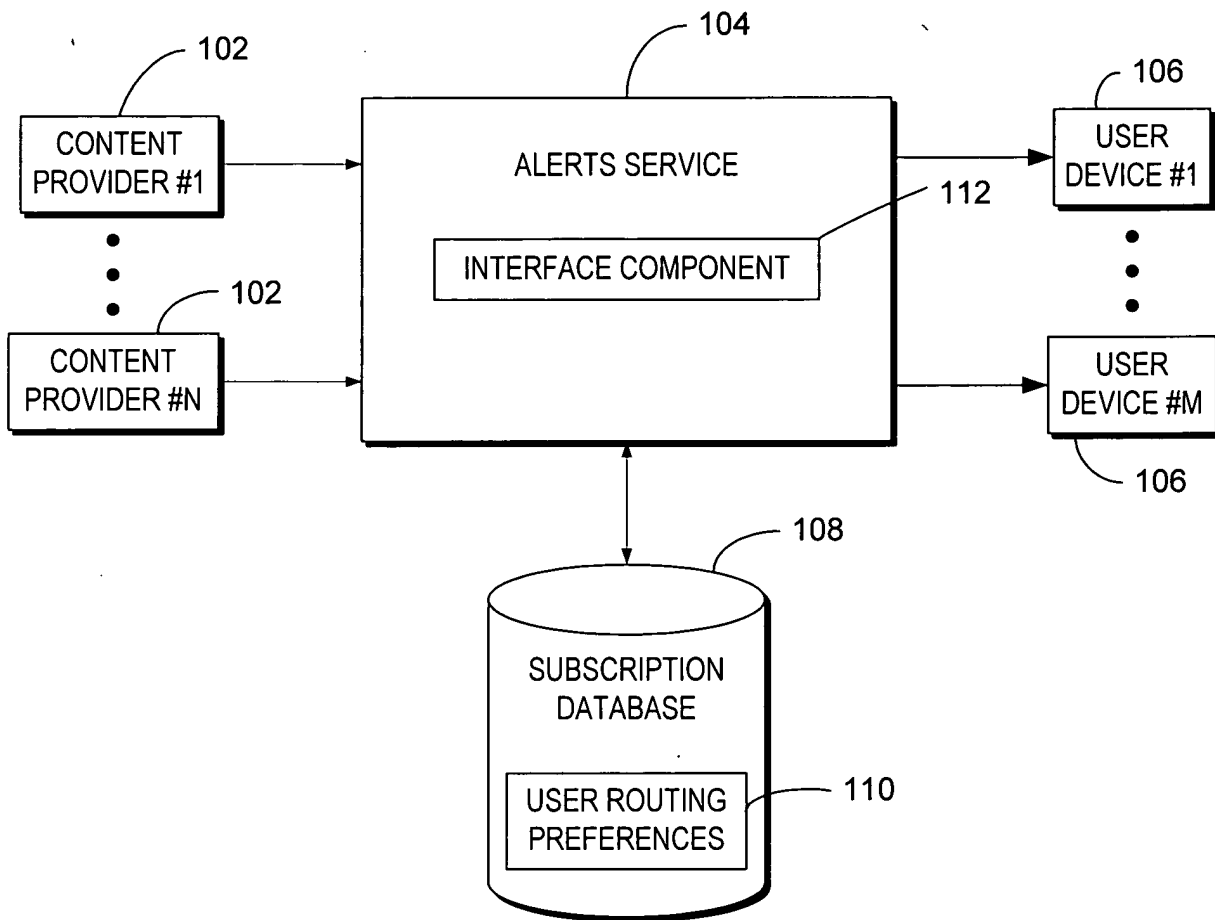 104
102
106
CONTENT
PROVIDER #1
ALERTS SERVICE
USER
DEVICE #1
112
INTERFACE COMPONENT
102
CONTENT
PROVIDER #N
USER
DEVICE #M
106
108
SUBSCRIPTION
DATABASE
USER ROUTING
PREFERENCES
110